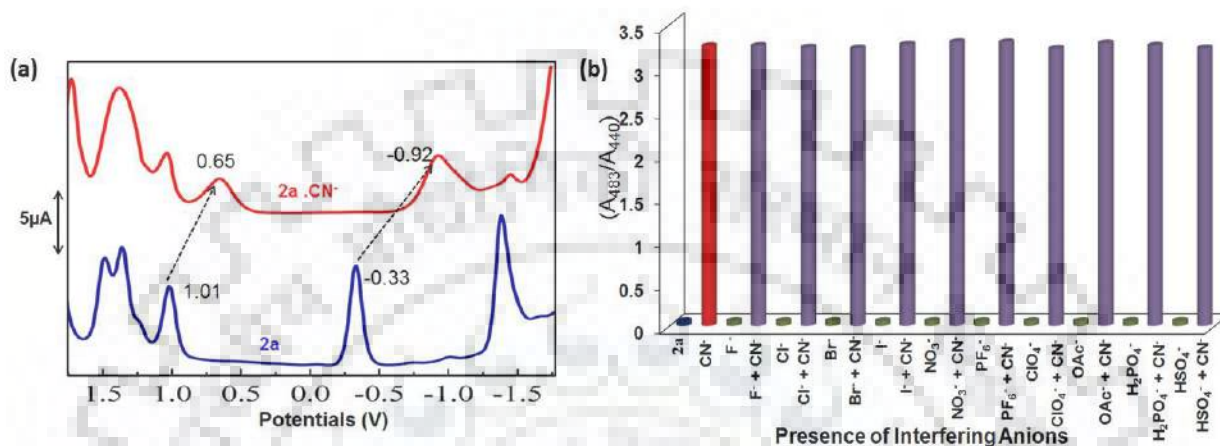 (a)
0.65
-0.92
2a .CN⁻
5µA
1.01
-0.33
2a
1.5 1.0 0.5 0.0 -0.5 -1.0 -1.5
Potentials (V)
(b)
(A₄₈₃/A₄₄₀)
3.5
3
2.5
2
1.5
1
0.5
0
2a
CN⁻
F⁻
F⁻ + CN⁻
Cl⁻
Cl⁻ + CN⁻
Br⁻
Br⁻ + CN⁻
I⁻
I⁻ + CN⁻
NO₃⁻
NO₃⁻ + CN⁻
PF₆⁻
PF₆⁻ + CN⁻
ClO₄⁻
ClO₄⁻ + CN⁻
OAc⁻
OAc⁻ + CN⁻
H₂PO₄⁻
H₂PO₄⁻ + CN⁻
HSO₄⁻
HSO₄⁻ + CN⁻
Presence of Interfering Anions